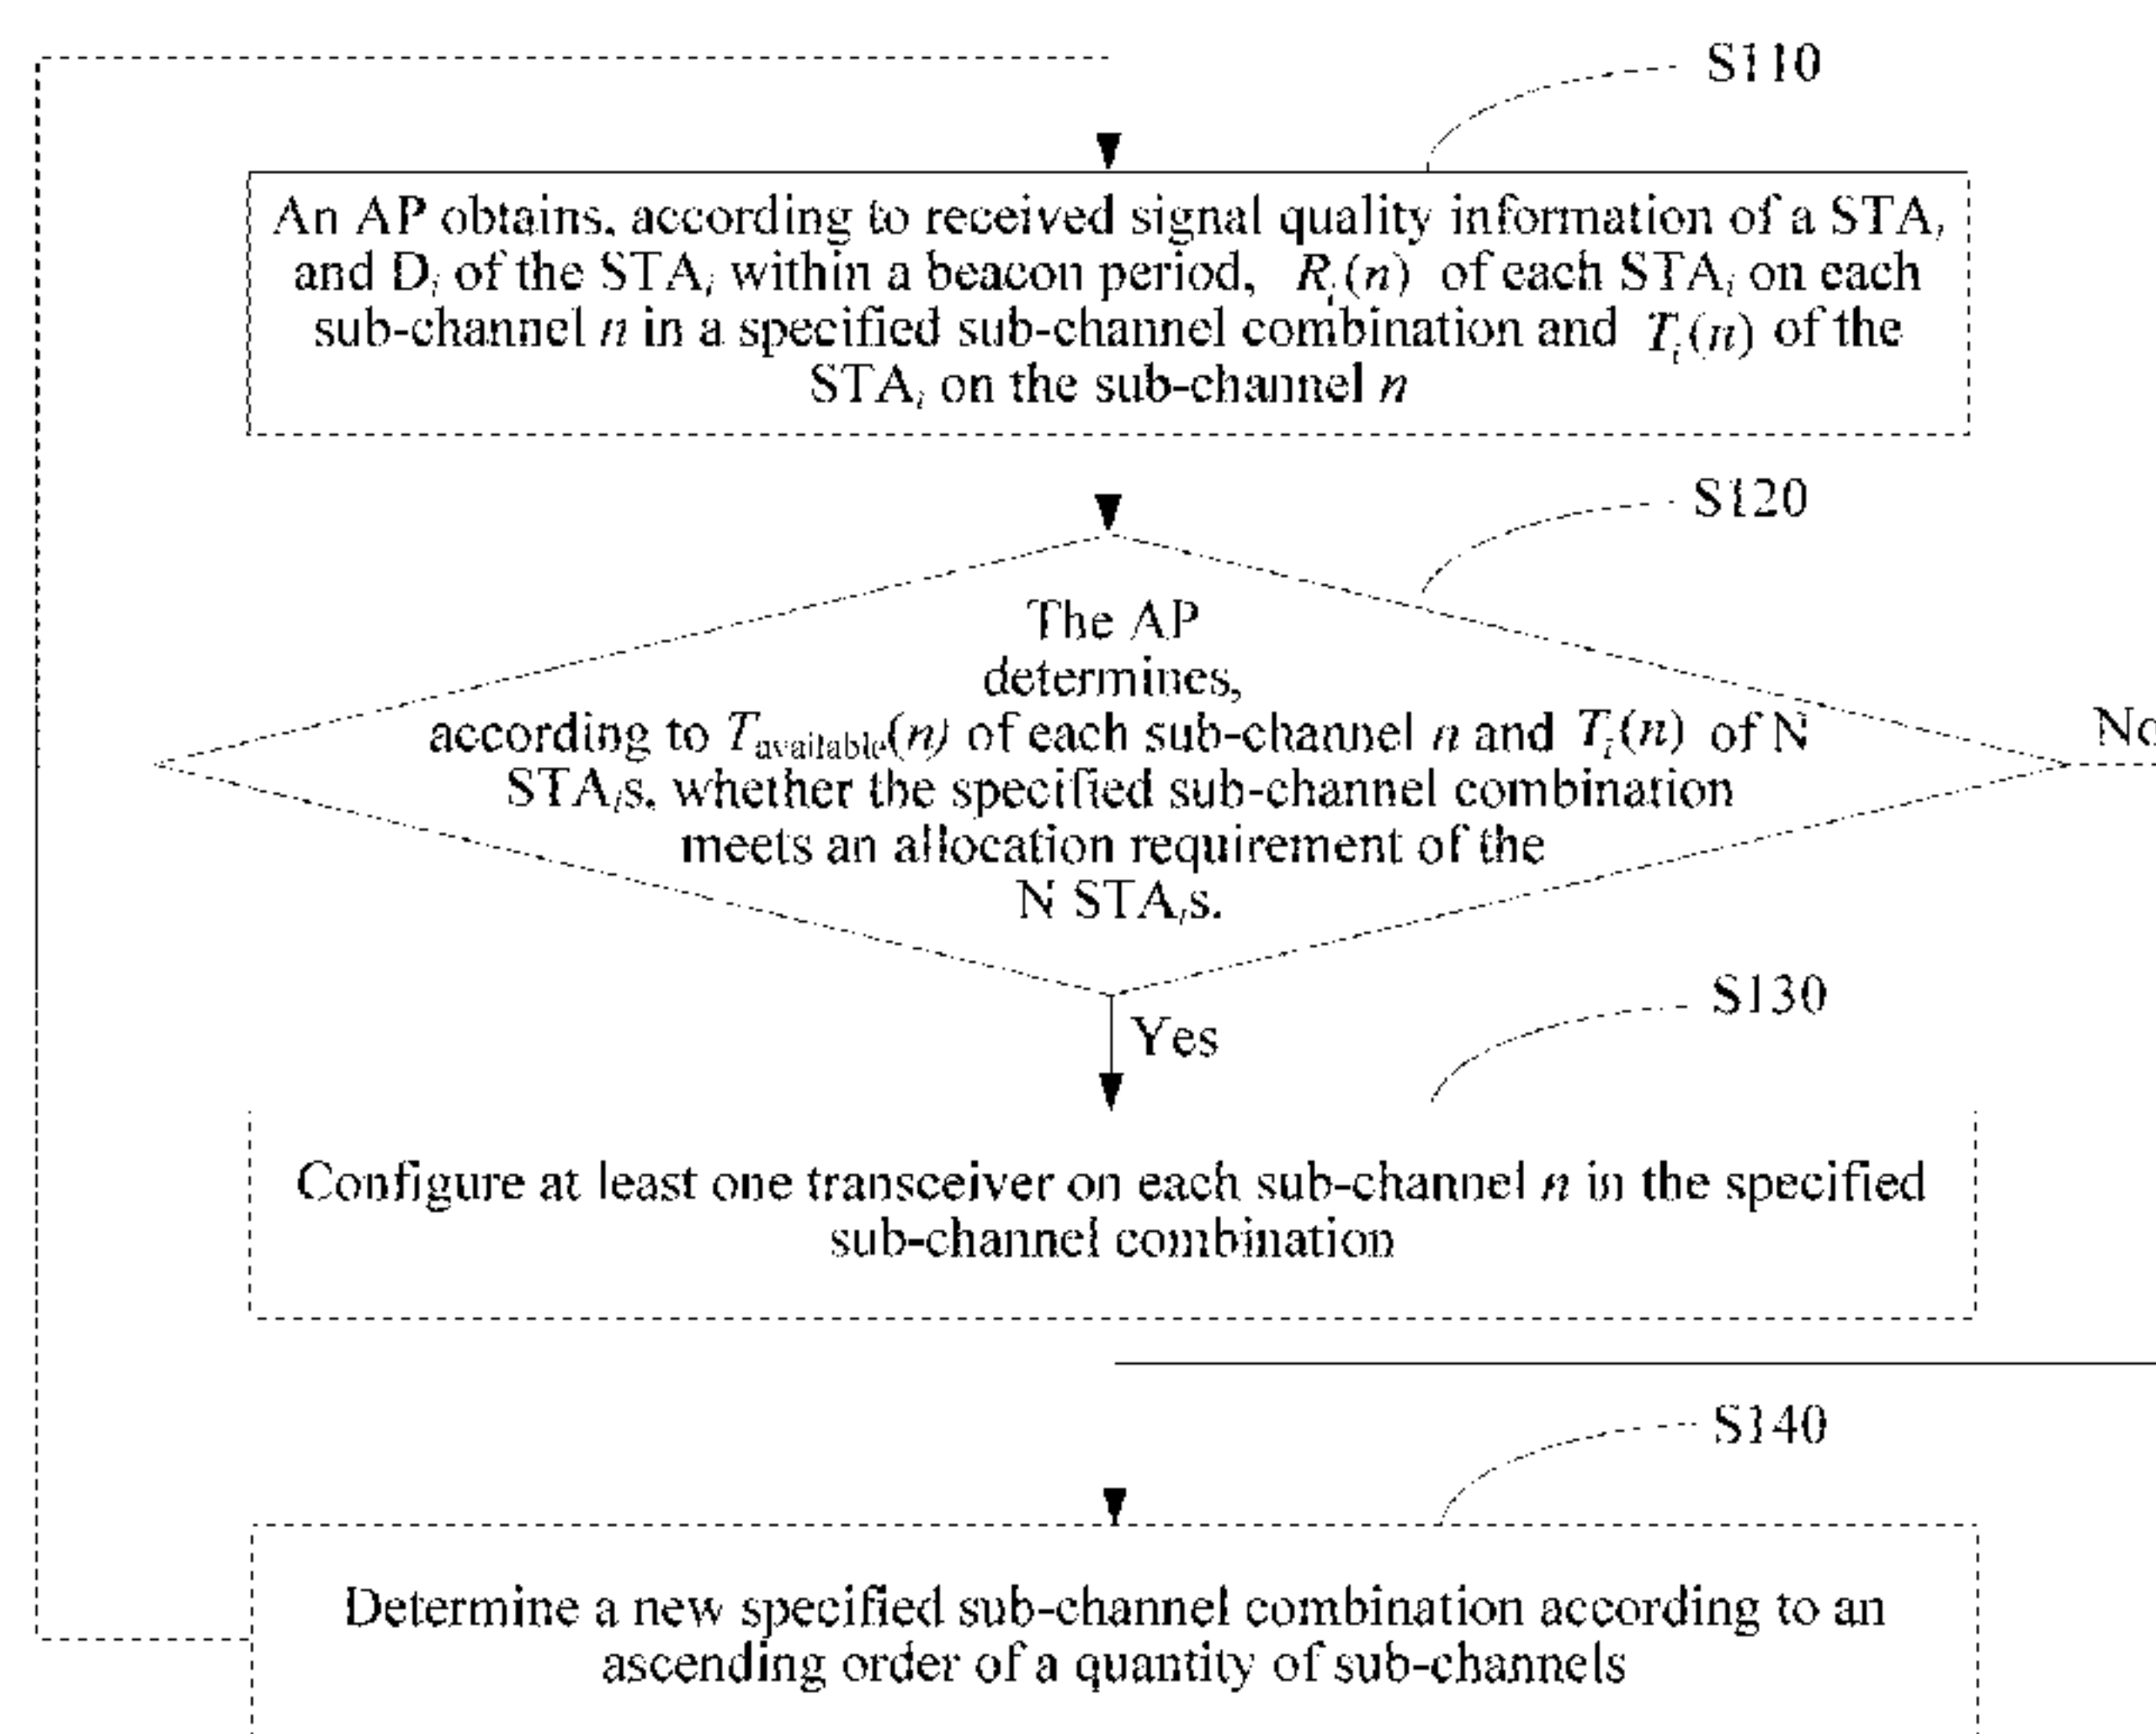 S110
An AP obtains, according to received signal quality information of a STAᵢ
and Dᵢ of the STAᵢ within a beacon period, Rᵢ(n) of each STAᵢ on each
sub-channel n in a specified sub-channel combination and Tᵢ(n) of the
STAᵢ on the sub-channel n
S120
The AP
determines,
according to T_available(n) of each sub-channel n and Tᵢ(n) of N
STAᵢs, whether the specified sub-channel combination
meets an allocation requirement of the
N STAᵢs.
No
Yes
S130
Configure at least one transceiver on each sub-channel n in the specified
sub-channel combination
S140
Determine a new specified sub-channel combination according to an
ascending order of a quantity of sub-channels